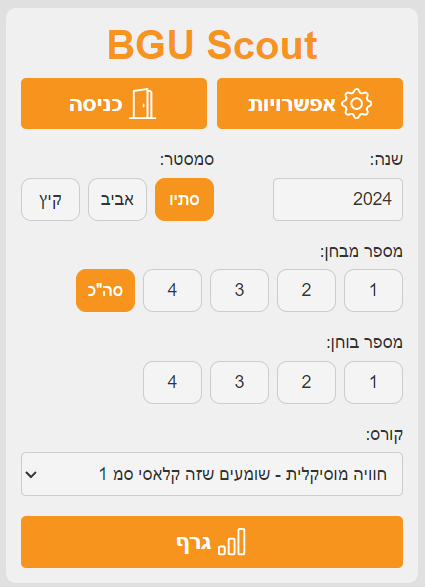 BGU Scout
אפשרויות כניסה
שנה: סמסטר:
2024 סתיו אביב קיץ
מספר מבחן:
1 2 3 4 סה"כ
מספר בוחן:
1 2 3 4
קורס:
חוויה מוסיקלית - שומעים שזה קלאסי סמ 1
גרף